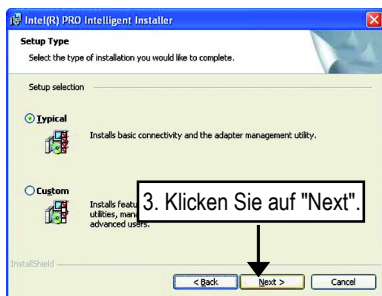 Intel(R) PRO Intelligent Installer
Setup Type
Select the type of installation you would like to complete.
Setup selection
Typical
Installs basic connectivity and the adapter management utility.
Custom
Installs
utilities,
advanced users.
3. Klicken Sie auf "Next".
InstallShield
< Back
Next >
Cancel